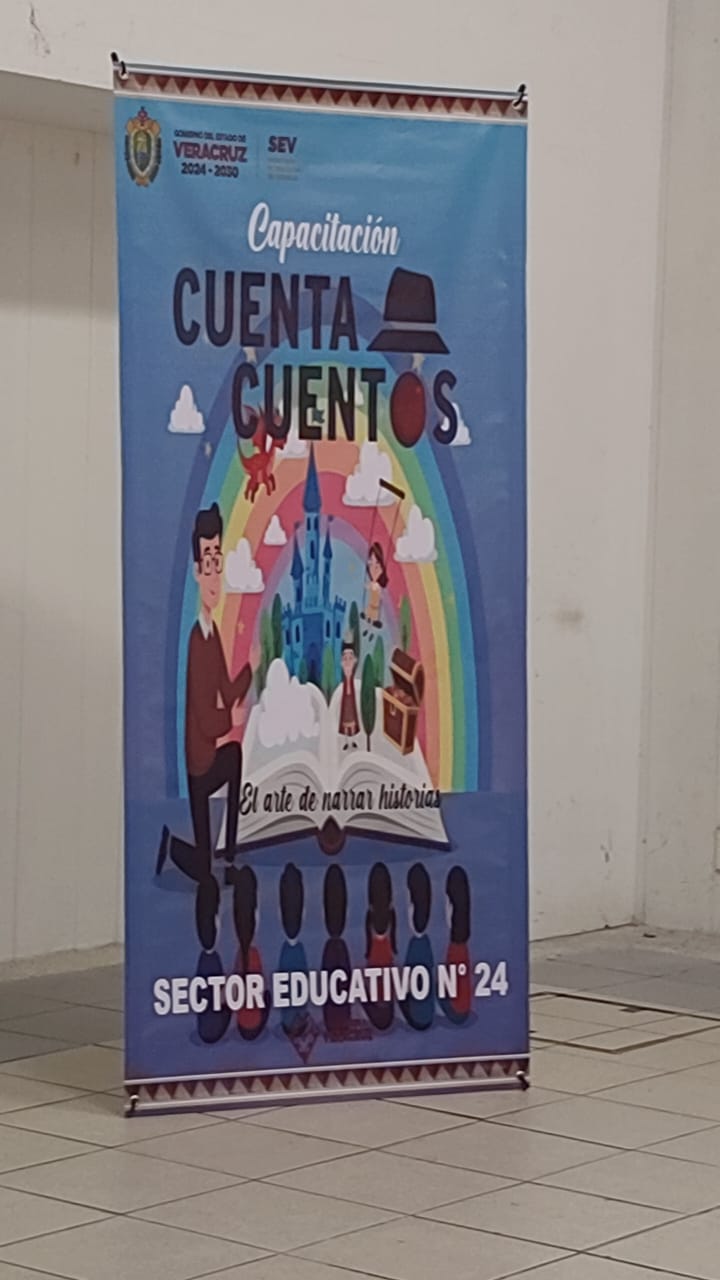 GOBIERNO DEL ESTADO DE
VERACRUZ
2024 - 2030
SEV
Capacitación
CUENTA
CUENTOS
El arte de narrar historias
SECTOR EDUCATIVO N° 24